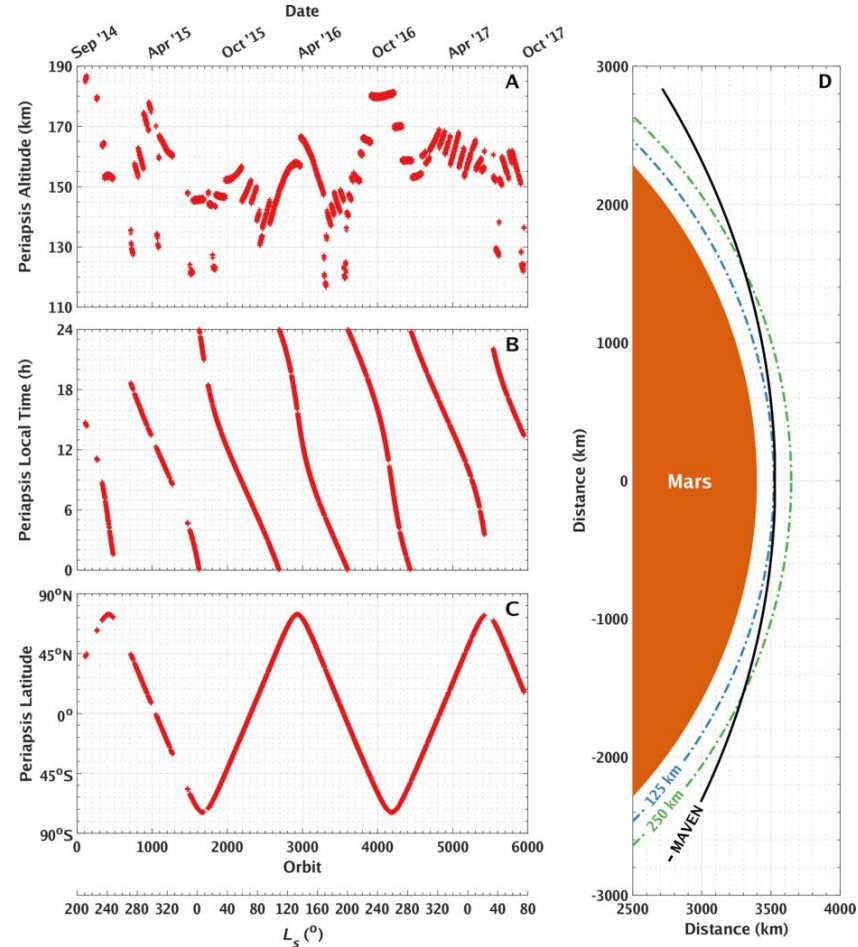 Date
Sep '14 Apr '15 Oct '15 Apr '16 Oct '16 Apr '17 Oct '17
A
Periapsis Altitude (km)
190
170
150
130
110
B
Periapsis Local Time (h)
24
18
12
6
0
C
Periapsis Latitude
90°N
45°N
0°
45°S
90°S
0 1000 2000 3000 4000 5000 6000
Orbit
200 240 280 320 0 40 80 120 160 200 240 280 320 0 40 80
Ls (°)
D
Distance (km)
3000
2000
1000
0
-1000
-2000
-3000
Mars
125 km
250 km
MAVEN
2500 3000 3500 4000
Distance (km)